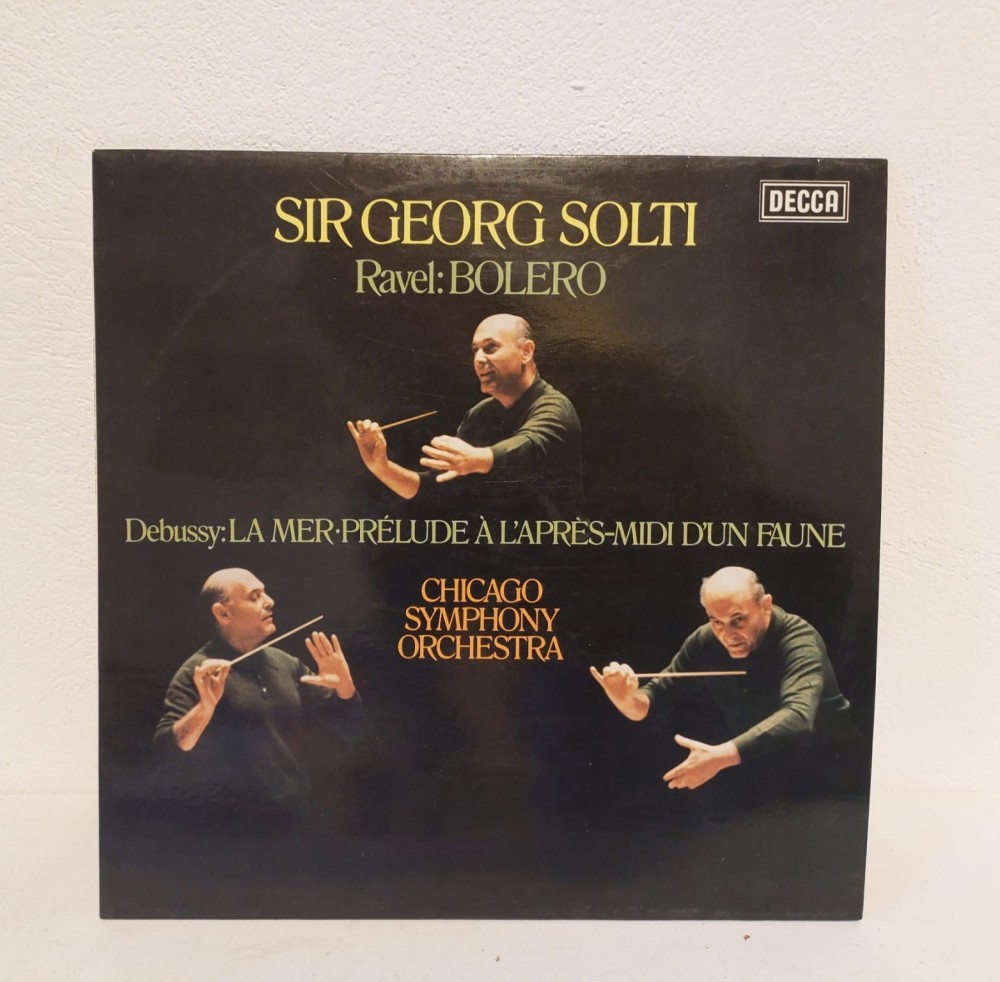 DECCA
SIR GEORG SOLTI
Ravel: BOLERO
Debussy: LA MER·PRÉLUDE À L'APRÈS-MIDI D'UN FAUNE
CHICAGO
SYMPHONY
ORCHESTRA